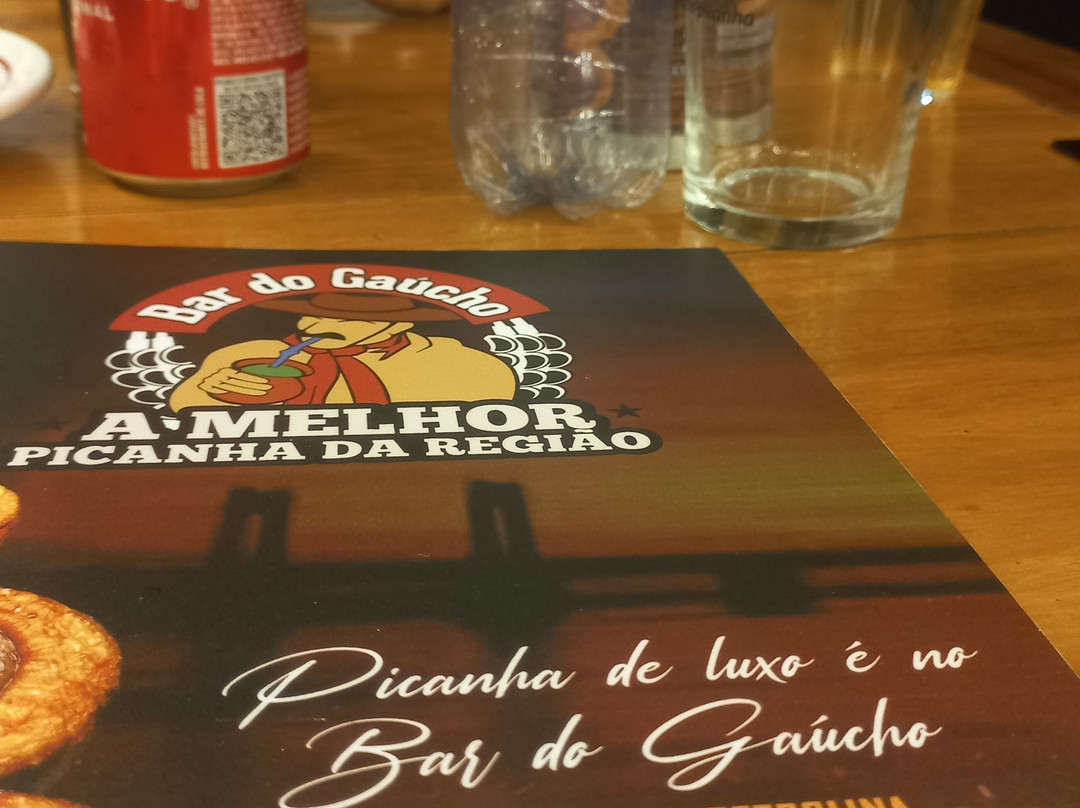 Bar do Gaúcho
A MELHOR
PICANHA DA REGIÃO
Picanha de luxo é no
Bar do Gaúcho